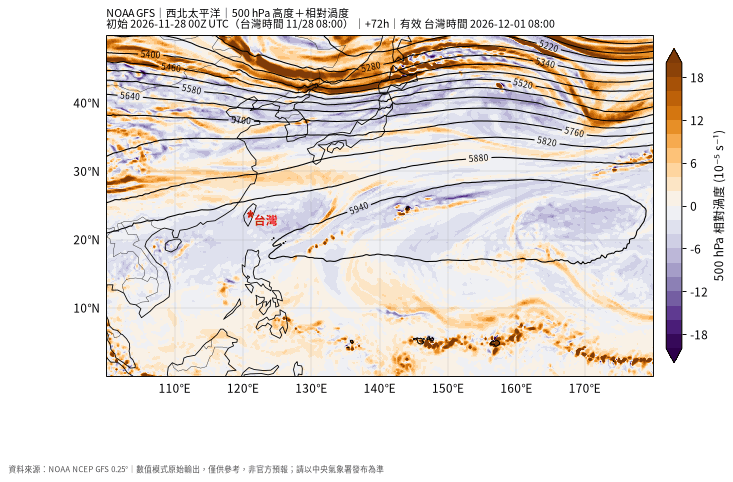 NOAA GFS｜西北太平洋｜500 hPa 高度＋相對渦度
初始 2026-11-28 00Z UTC（台灣時間 11/28 08:00）｜+72h｜有效 台灣時間 2026-12-01 08:00
5400
5460
5580
5640
5700
5280
5220
5340
5520
5760
5820
5880
5940
台灣
40°N
30°N
20°N
10°N
110°E 120°E 130°E 140°E 150°E 160°E 170°E
18
12
6
0
-6
-12
-18
500 hPa 相對渦度 (10⁻⁵ s⁻¹)
資料來源：NOAA NCEP GFS 0.25°｜數值模式原始輸出，僅供參考，非官方預報；請以中央氣象署發布為準